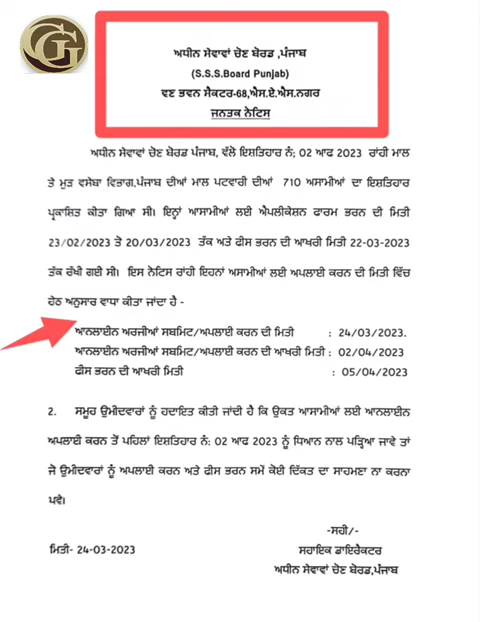 GG
ਅਧੀਨ ਸੇਵਾਵਾਂ ਚੋਣ ਬੋਰਡ ,ਪੰਜਾਬ
(S.S.S.Board Punjab)
ਵਣ ਭਵਨ ਸੈਕਟਰ-68,ਐਸ.ਏ.ਐਸ.ਨਗਰ
ਜਨਤਕ ਨੋਟਿਸ
ਅਧੀਨ ਸੇਵਾਵਾਂ ਚੋਣ ਬੋਰਡ ਪੰਜਾਬ, ਵੱਲੋ ਇਸ਼ਤਿਹਾਰ ਨੰ; 02 ਆਫ 2023 ਰਾਂਹੀ ਮਾਲ
ਤੇ ਮੁੜ ਵਸੇਬਾ ਵਿਭਾਗ,ਪੰਜਾਬ ਦੀਆਂ ਮਾਲ ਪਟਵਾਰੀ ਦੀਆਂ 710 ਅਸਾਮੀਆਂ ਦਾ ਇਸ਼ਤਿਹਾਰ
ਪ੍ਰਕਾਸ਼ਿਤ ਕੀਤਾ ਗਿਆ ਸੀ। ਇਨ੍ਹਾਂ ਆਸਾਮੀਆਂ ਲਈ ਐਪਲੀਕੇਸ਼ਨ ਫਾਰਮ ਭਰਨ ਦੀ ਮਿਤੀ
23/02/2023 ਤੋਂ 20/03/2023 ਤੱਕ ਅਤੇ ਫੀਸ ਭਰਨ ਦੀ ਆਖਰੀ ਮਿਤੀ 22-03-2023
ਤੱਕ ਰੱਖੀ ਗਈ ਸੀ। ਇਸ ਨੋਟਿਸ ਰਾਂਹੀ ਇਹਨਾਂ ਅਸਾਮੀਆਂ ਲਈ ਅਪਲਾਈ ਕਰਨ ਦੀ ਮਿਤੀ ਵਿੱਚ
ਹੇਠ ਅਨੁਸਾਰ ਵਾਧਾ ਕੀਤਾ ਜਾਂਦਾ ਹੈ -
ਆਨਲਾਈਨ ਅਰਜੀਆਂ ਸਬਮਿਟ/ਅਪਲਾਈ ਕਰਨ ਦੀ ਮਿਤੀ : 24/03/2023.
ਆਨਲਾਈਨ ਅਰਜੀਆਂ ਸਬਮਿਟ/ਅਪਲਾਈ ਕਰਨ ਦੀ ਆਖਰੀ ਮਿਤੀ : 02/04/2023
ਫੀਸ ਭਰਨ ਦੀ ਆਖਰੀ ਮਿਤੀ : 05/04/2023
2. ਸਮੂਹ ਉਮੀਦਵਾਰਾਂ ਨੂੰ ਹਦਾਇਤ ਕੀਤੀ ਜਾਂਦੀ ਹੈ ਕਿ ਉਕਤ ਆਸਾਮੀਆਂ ਲਈ ਆਨਲਾਈਨ
ਅਪਲਾਈ ਕਰਨ ਤੋਂ ਪਹਿਲਾਂ ਇਸ਼ਤਿਹਾਰ ਨੰ; 02 ਆਫ 2023 ਨੂੰ ਧਿਆਨ ਨਾਲ ਪੜ੍ਹਿਆ ਜਾਵੇ ਤਾਂ
ਜੋ ਉਮੀਦਵਾਰਾਂ ਨੂੰ ਅਪਲਾਈ ਕਰਨ ਅਤੇ ਫੀਸ ਭਰਨ ਸਮੇਂ ਕੋਈ ਦਿੱਕਤ ਦਾ ਸਾਹਮਣਾ ਨਾ ਕਰਨਾ
ਪਵੇ।
-ਸਹੀ/-
ਮਿਤੀ- 24-03-2023 ਸਹਾਇਕ ਡਾਇਰੈਕਟਰ
ਅਧੀਨ ਸੇਵਾਵਾਂ ਚੋਣ ਬੋਰਡ,ਪੰਜਾਬ